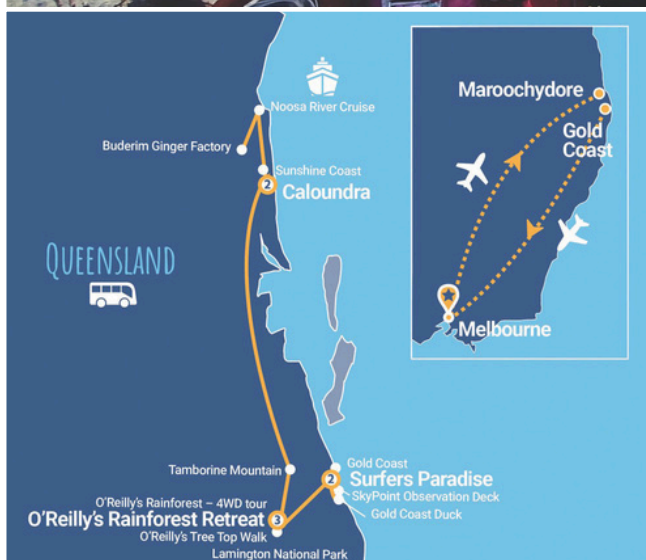 Noosa River Cruise
Buderim Ginger Factory
Sunshine Coast
2
Caloundra
QUEENSLAND
Maroochydore
Gold
Coast
Melbourne
Tamborine Mountain
Gold Coast
2
Surfers Paradise
SkyPoint Observation Deck
Gold Coast Duck
O'Reilly's Rainforest – 4WD tour
O'Reilly's Rainforest Retreat
3
O'Reilly's Tree Top Walk
Lamington National Park